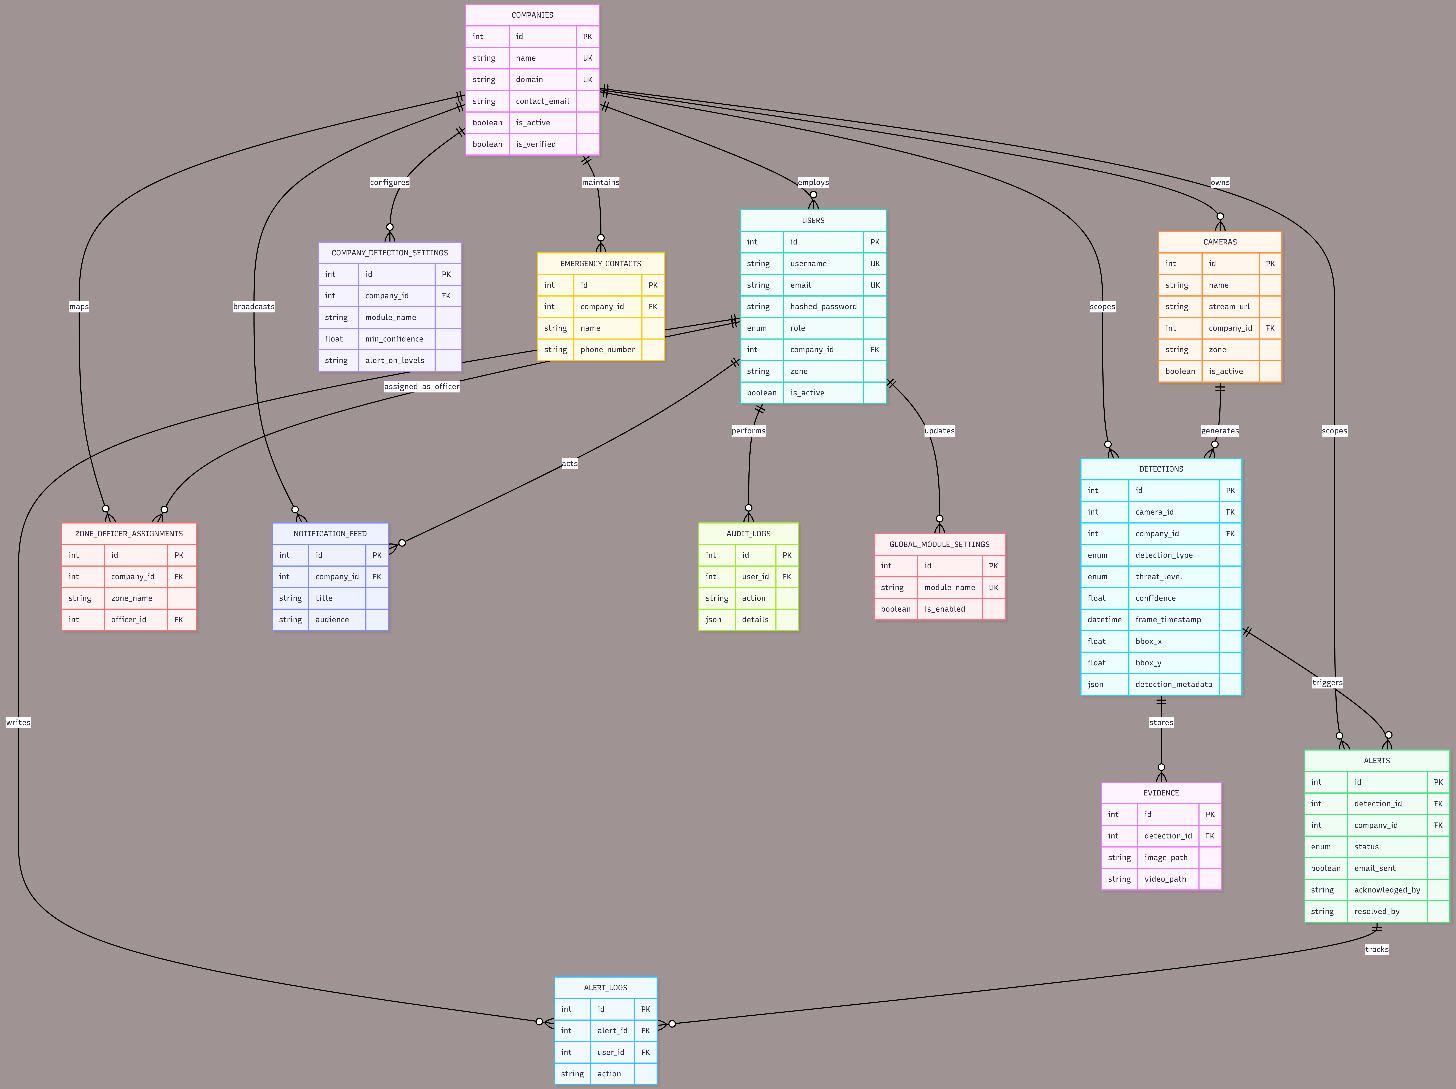 COMPANIES
int id PK
string name UK
string domain UK
string contact_email
boolean is_active
boolean is_verified
configures
maintains
employs
owns
USERS
int id PK
string username UK
string email UK
string hashed_password
enum role
int company_id FK
string zone
boolean is_active
CAMERAS
int id PK
string name
string stream_url
int company_id FK
string zone
boolean is_active
COMPANY_DETECTION_SETTINGS
int id PK
int company_id FK
string module_name
float min_confidence
string alert_on_levels
EMERGENCY_CONTACTS
int id PK
int company_id FK
string name
string phone_number
maps
broadcasts
scopes
assigned as officer
performs
updates
generates
scopes
acts
DETECTIONS
int id PK
int camera_id FK
int company_id FK
enum detection_type
enum threat_level
float confidence
datetime frame_timestamp
float bbox_x
float bbox_y
json detection_metadata
ZONE_OFFICER_ASSIGNMENTS
int id PK
int company_id FK
string zone_name
int officer_id FK
NOTIFICATION_FEED
int id PK
int company_id FK
string title
string audience
AUDIT_LOGS
int id PK
int user_id FK
string action
json details
GLOBAL_MODULE_SETTINGS
int id PK
string module_name UK
boolean is_enabled
triggers
writes
stores
ALERTS
int id PK
int detection_id FK
int company_id FK
enum status
boolean email_sent
string acknowledged_by
string resolved_by
EVIDENCE
int id PK
int detection_id FK
string image_path
string video_path
tracks
ALERT_LOGS
int id PK
int alert_id FK
int user_id FK
string action